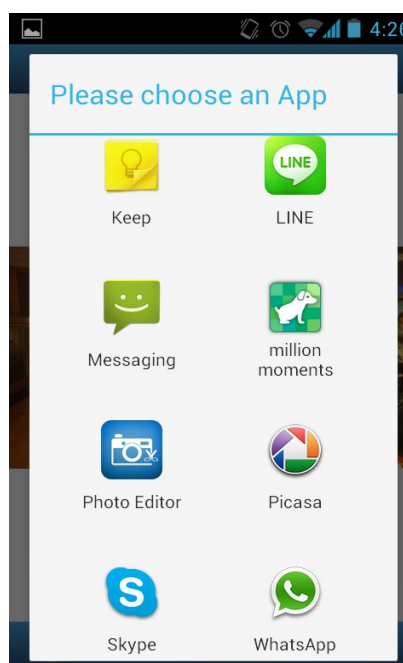 4:26
Please choose an App
LINE
Keep
LINE
Messaging
million
moments
Photo Editor
Picasa
S
Skype
WhatsApp